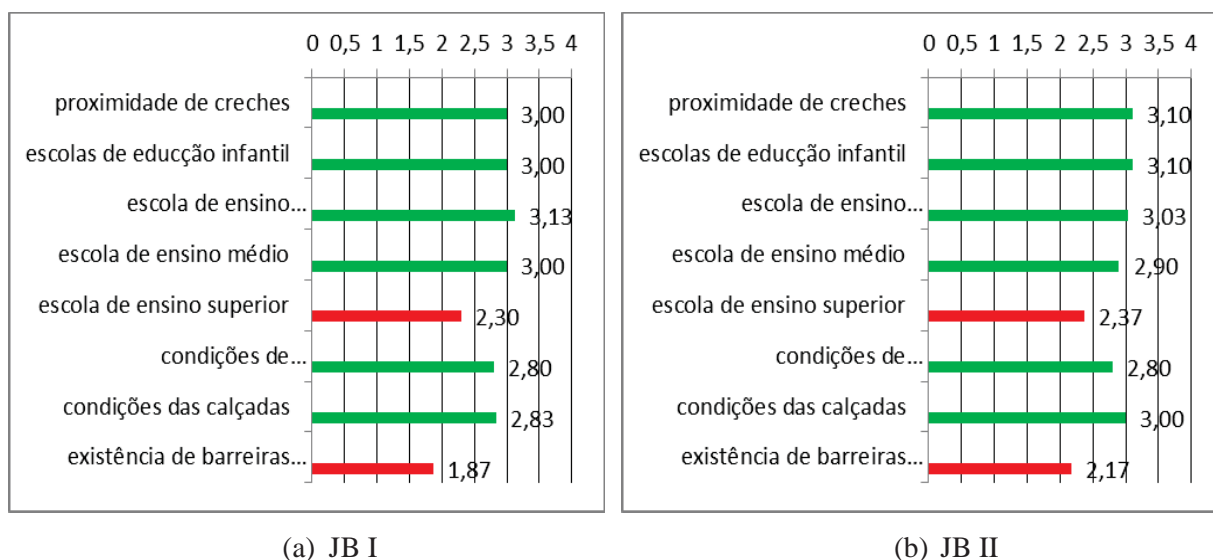 0 0,5 1 1,5 2 2,5 3 3,5 4
proximidade de creches 3,00
escolas de educção infantil 3,00
escola de ensino... 3,13
escola de ensino médio 3,00
escola de ensino superior 2,30
condições de... 2,80
condições das calçadas 2,83
existência de barreiras... 1,87
(a) JB I
0 0,5 1 1,5 2 2,5 3 3,5 4
proximidade de creches 3,10
escolas de educção infantil 3,10
escola de ensino... 3,03
escola de ensino médio 2,90
escola de ensino superior 2,37
condições de... 2,80
condições das calçadas 3,00
existência de barreiras... 2,17
(b) JB II